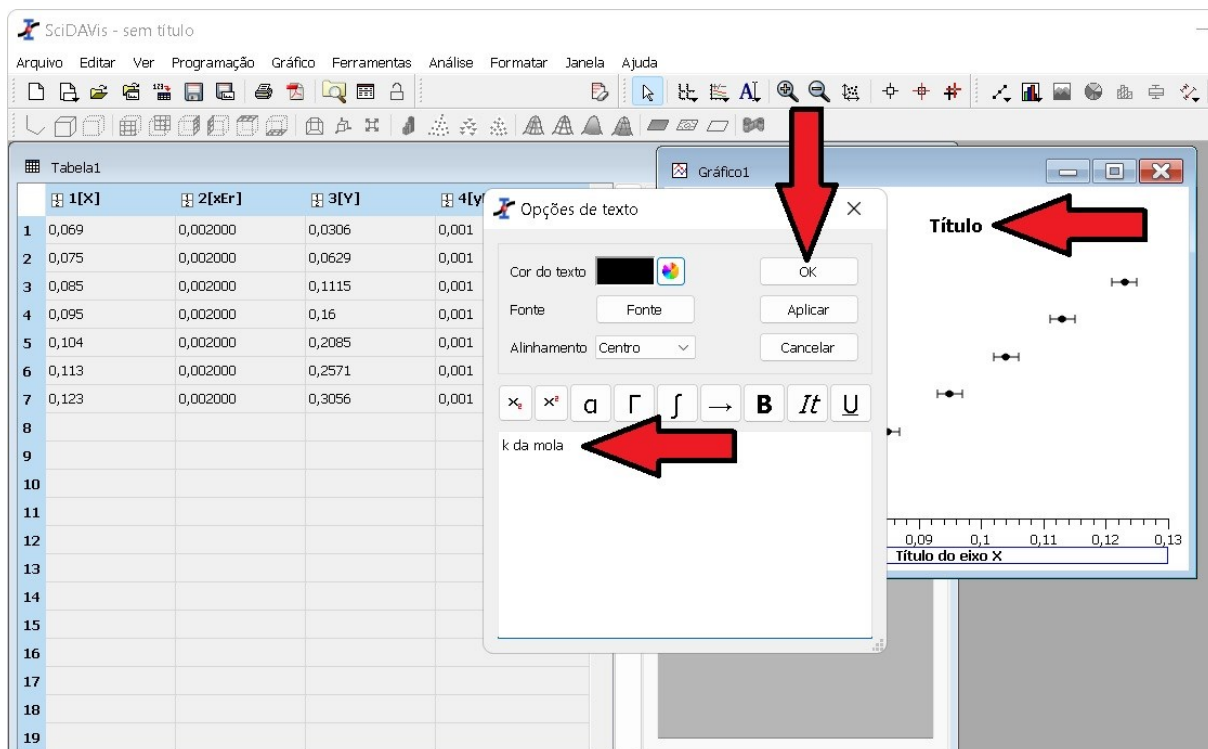 SciDAVis - sem título
Arquivo Editar Ver Programação Gráfico Ferramentas Análise Formatar Janela Ajuda
Tabela1
1[X] 2[xEr] 3[Y] 4[y
1 0,069 0,002000 0,0306 0,001
2 0,075 0,002000 0,0629 0,001
3 0,085 0,002000 0,1115 0,001
4 0,095 0,002000 0,16 0,001
5 0,104 0,002000 0,2085 0,001
6 0,113 0,002000 0,2571 0,001
7 0,123 0,002000 0,3056 0,001
8
9
10
11
12
13
14
15
16
17
18
19
Opções de texto
Cor do texto OK
Fonte Fonte Aplicar
Alinhamento Centro Cancelar
x₂ x² α Γ ∫ → B It U
k da mola
Gráfico1
Título
0,09 0,1 0,11 0,12 0,13
Título do eixo X